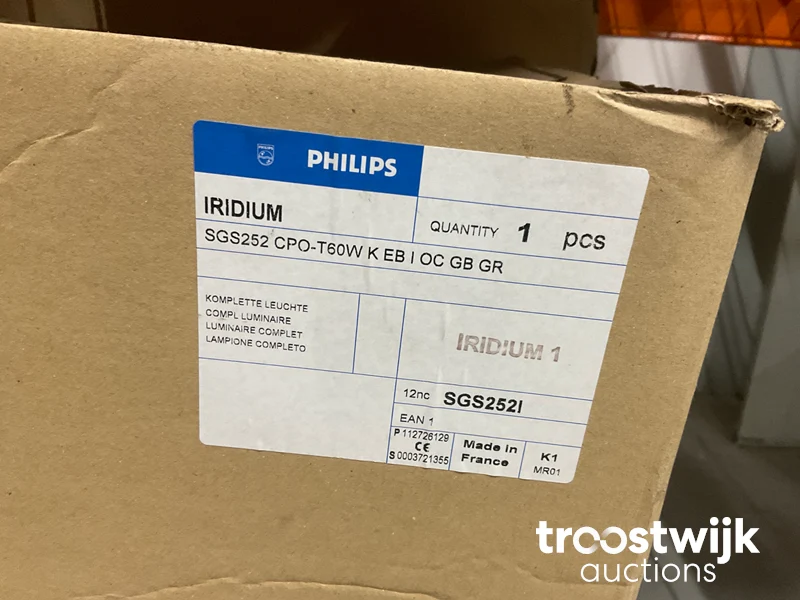 PHILIPS
IRIDIUM
QUANTITY 1 pcs
SGS252 CPO-T60W K EB I OC GB GR
KOMPLETTE LEUCHTE
COMPL LUMINAIRE
LUMINAIRE COMPLET
LAMPIONE COMPLETO
IRIDIUM 1
12nc SGS252I
EAN 1
P 112726129
CE
S 0003721355
Made in
France
K1
MR01
troostwijk
auctions